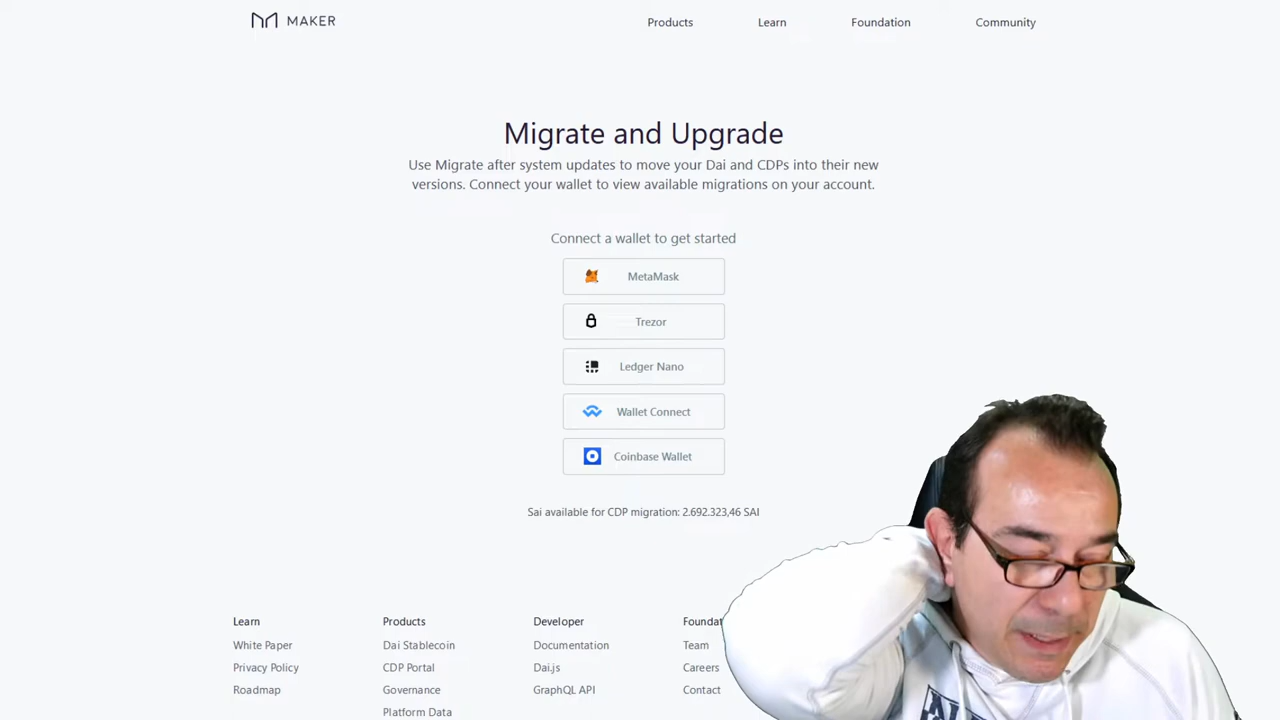 MAKER
Products
Learn
Foundation
Community
Migrate and Upgrade
Use Migrate after system updates to move your Dai and CDPs into their new
versions. Connect your wallet to view available migrations on your account.
Connect a wallet to get started
MetaMask
Trezor
Ledger Nano
Wallet Connect
Coinbase Wallet
Sai available for CDP migration: 2.692.323,46 SAI
Learn
White Paper
Privacy Policy
Roadmap
Products
Dai Stablecoin
CDP Portal
Governance
Platform Data
Developer
Documentation
Dai.js
GraphQL API
Foundat
Team
Careers
Contact